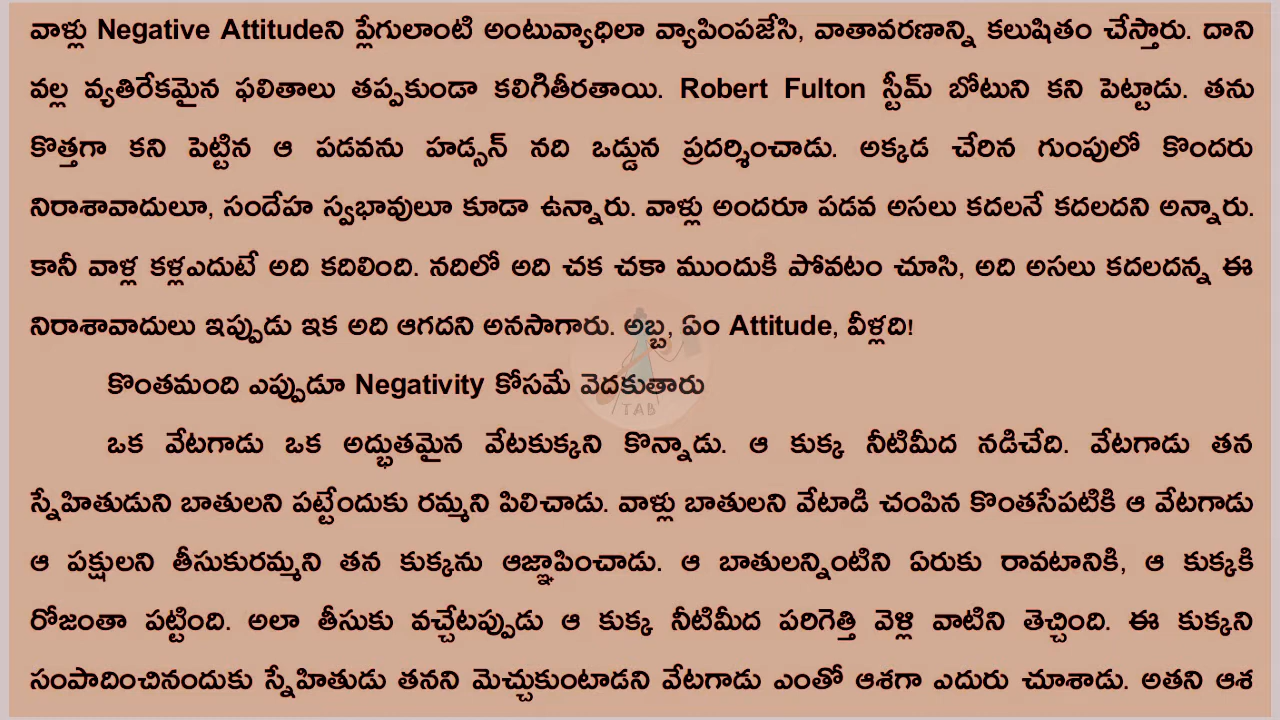 వాళ్లు Negative Attitudeని ప్లేగులాంటి అంటువ్యాధిలా వ్యాపింపజేసి, వాతావరణాన్ని కలుషితం చేస్తారు. దాని
వల్ల వ్యతిరేకమైన ఫలితాలు తప్పకుండా కలిగితీరతాయి. Robert Fulton స్టీమ్ బోటుని కని పెట్టాడు. తను
కొత్తగా కని పెట్టిన ఆ పడవను హడ్సన్ నది ఒడ్డున ప్రదర్శించాడు. అక్కడ చేరిన గుంపులో కొందరు
నిరాశావాదులూ, సందేహ స్వభావులూ కూడా ఉన్నారు. వాళ్లు అందరూ పడవ అసలు కదలనే కదలదని అన్నారు.
కానీ వాళ్ల కళ్లఎదుటే అది కదిలింది. నదిలో అది చక చకా ముందుకి పోవటం చూసి, అది అసలు కదలదన్న ఈ
నిరాశావాదులు ఇప్పుడు ఇక అది ఆగదని అనసాగారు. అబ్బ, ఏం Attitude, వీళ్లది!
కొంతమంది ఎప్పుడూ Negativity కోసమే వెదకుతారు
TAB
ఒక వేటగాడు ఒక అద్భుతమైన వేటకుక్కని కొన్నాడు. ఆ కుక్క నీటిమీద నడిచేది. వేటగాడు తన
స్నేహితుడుని బాతులని పట్టేందుకు రమ్మని పిలిచాడు. వాళ్లు బాతులని వేటాడి చంపిన కొంతసేపటికి ఆ వేటగాడు
ఆ పక్షులని తీసుకురమ్మని తన కుక్కను ఆజ్ఞాపించాడు. ఆ బాతులన్నింటిని ఏరుకు రావటానికి, ఆ కుక్కకి
రోజంతా పట్టింది. అలా తీసుకు వచ్చేటప్పుడు ఆ కుక్క నీటిమీద పరిగెత్తి వెళ్లి వాటిని తెచ్చింది. ఈ కుక్కని
సంపాదించినందుకు స్నేహితుడు తనని మెచ్చుకుంటాడని వేటగాడు ఎంతో ఆశగా ఎదురు చూశాడు. అతని ఆశ